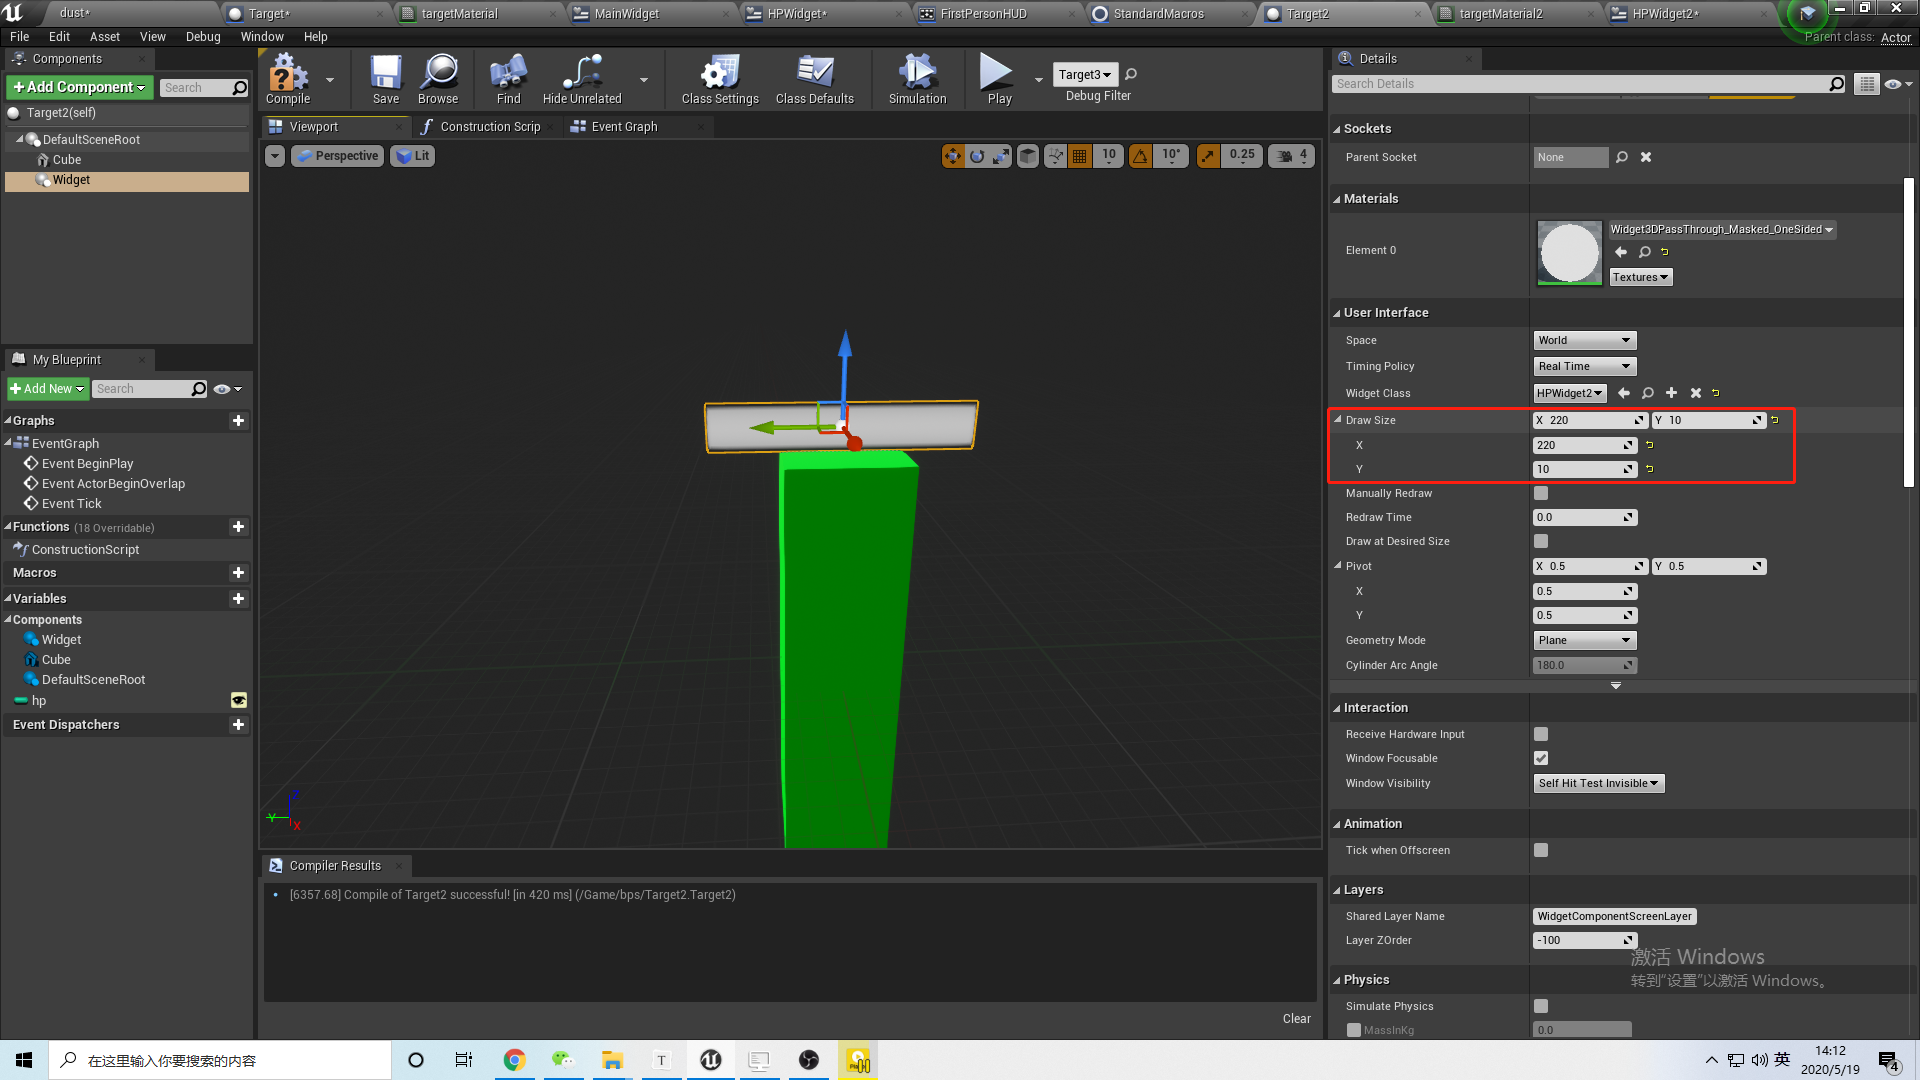 dust*
Target*
targetMaterial
MainWidget
HPWidget*
FirstPersonHUD
StandardMacros
Target2
targetMaterial2
HPWidget2*
File
Edit
Asset
View
Debug
Window
Help
Parent class: Actor
Components
Add Component
Search
Target2(self)
DefaultSceneRoot
Cube
Widget
Compile
Save
Browse
Find
Hide Unrelated
Class Settings
Class Defaults
Simulation
Play
Target3
Debug Filter
Viewport
Construction Scrip
Event Graph
Perspective
Lit
10
10°
0.25
4
My Blueprint
Add New
Search
Graphs
EventGraph
Event BeginPlay
Event ActorBeginOverlap
Event Tick
Functions (18 Overridable)
ConstructionScript
Macros
Variables
Components
Widget
Cube
DefaultSceneRoot
hp
Event Dispatchers
Z
Y
X
Compiler Results
[6357.68] Compile of Target2 successful! [in 420 ms] (/Game/bps/Target2.Target2)
Clear
Details
Search Details
Sockets
Parent Socket
None
Materials
Element 0
Widget3DPassThrough_Masked_OneSided
Textures
User Interface
Space
World
Timing Policy
Real Time
Widget Class
HPWidget2
Draw Size
X 220
Y 10
X
220
Y
10
Manually Redraw
Redraw Time
0.0
Draw at Desired Size
Pivot
X 0.5
Y 0.5
X
0.5
Y
0.5
Geometry Mode
Plane
Cylinder Arc Angle
180.0
Interaction
Receive Hardware Input
Window Focusable
Window Visibility
Self Hit Test Invisible
Animation
Tick when Offscreen
Layers
Shared Layer Name
WidgetComponentScreenLayer
Layer ZOrder
-100
Physics
Simulate Physics
MassInKg
0.0
激活 Windows
转到“设置”以激活 Windows。
在这里输入你要搜索的内容
T
英
14:12
2020/5/19
4